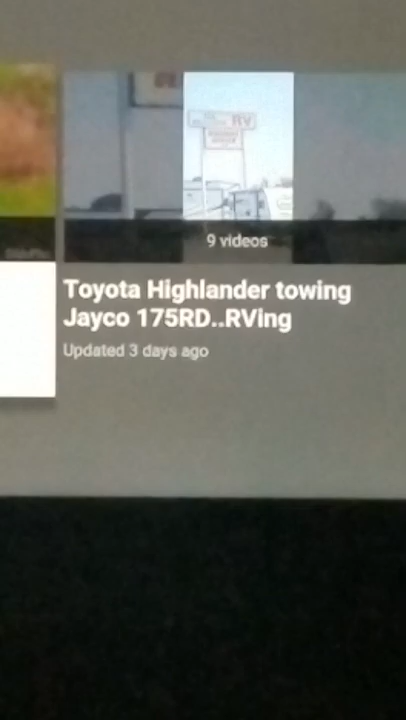 RV
9 videos
Toyota Highlander towing
Jayco 175RD..RVing
Updated 3 days ago